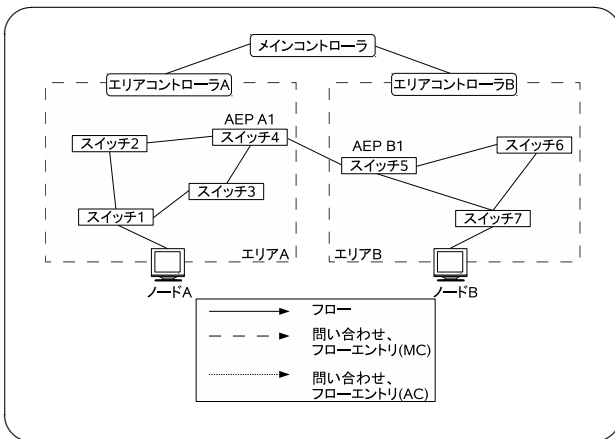 メインコントローラ
エリアコントローラA
エリアコントローラB
AEP A1
スイッチ2
スイッチ4
AEP B1
スイッチ5
スイッチ6
スイッチ3
スイッチ1
スイッチ7
エリアA
エリアB
ノードA
ノードB
フロー
問い合わせ、
フローエントリ(MC)
問い合わせ、
フローエントリ(AC)